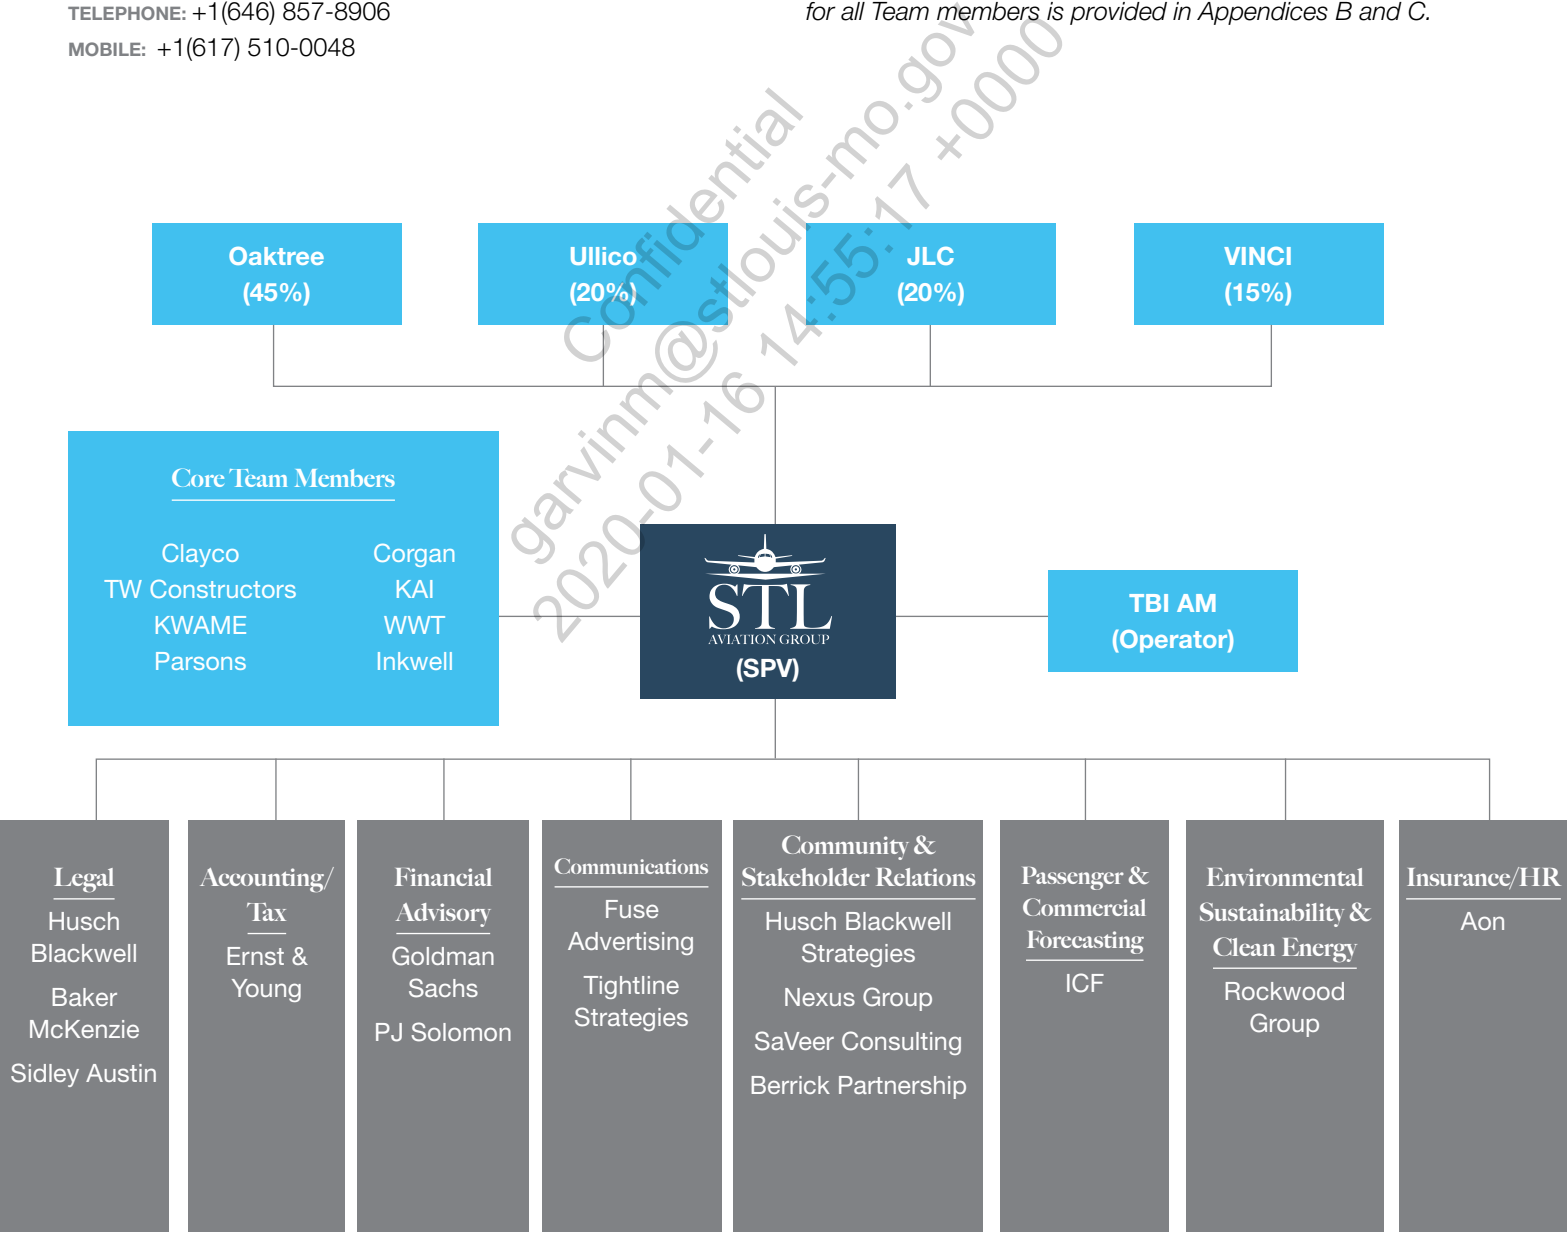 TELEPHONE: +1(646) 857-8906
MOBILE: +1(617) 510-0048
for all Team members is provided in Appendices B and C.
Confidential
garvinm@stlouis-mo.gov
2020-01-16 14:55:17 +0000
Oaktree
(45%)
Ullico
(20%)
JLC
(20%)
VINCI
(15%)
Core Team Members
Clayco
TW Constructors
KWAME
Parsons
Corgan
KAI
WWT
Inkwell
STL
AVIATION GROUP
(SPV)
TBI AM
(Operator)
Legal
Husch
Blackwell
Baker
McKenzie
Sidley Austin
Accounting/
Tax
Ernst &
Young
Financial
Advisory
Goldman
Sachs
PJ Solomon
Communications
Fuse
Advertising
Tightline
Strategies
Community &
Stakeholder Relations
Husch Blackwell
Strategies
Nexus Group
SaVeer Consulting
Berrick Partnership
Passenger &
Commercial
Forecasting
ICF
Environmental
Sustainability &
Clean Energy
Rockwood
Group
Insurance/HR
Aon